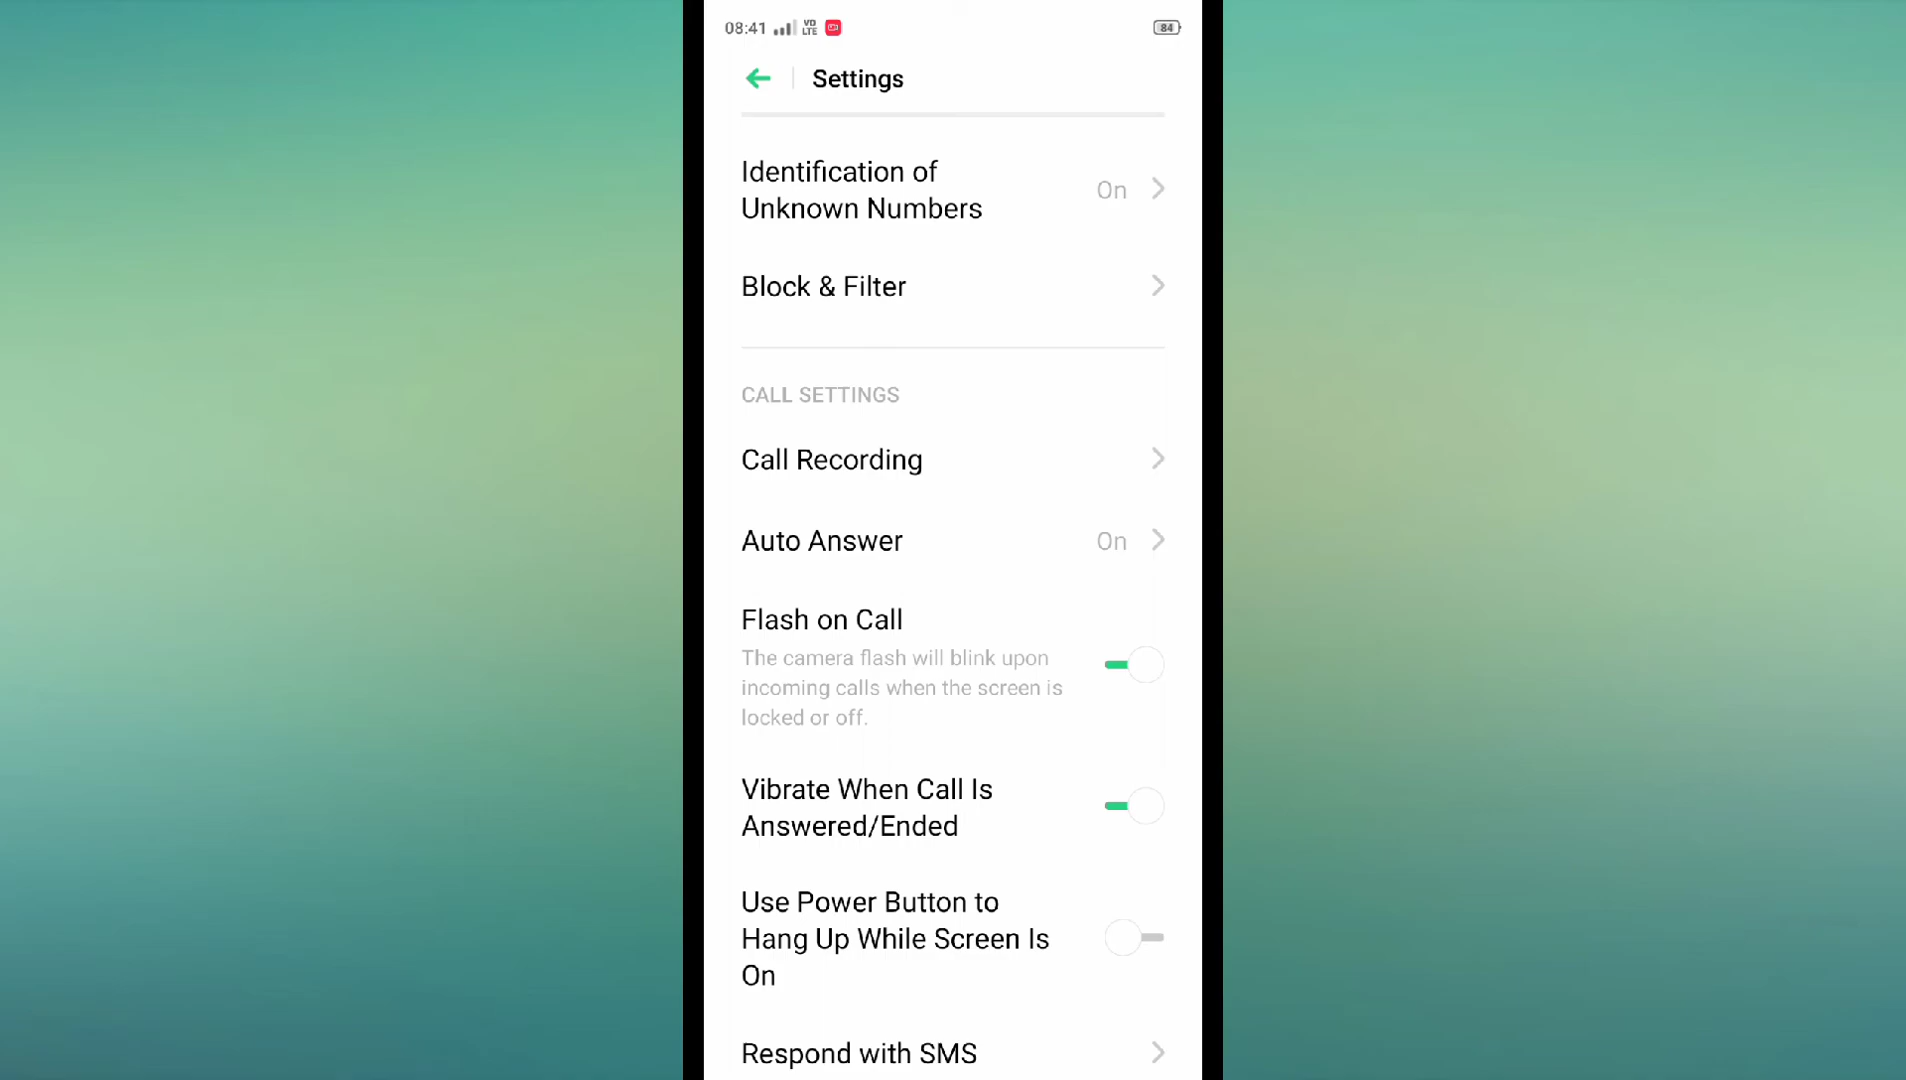 08:41 VO LTE 84
Settings
Identification of
Unknown Numbers
On
Block & Filter
CALL SETTINGS
Call Recording
Auto Answer On
Flash on Call
The camera flash will blink upon
incoming calls when the screen is
locked or off.
Vibrate When Call Is
Answered/Ended
Use Power Button to
Hang Up While Screen Is
On
Respond with SMS